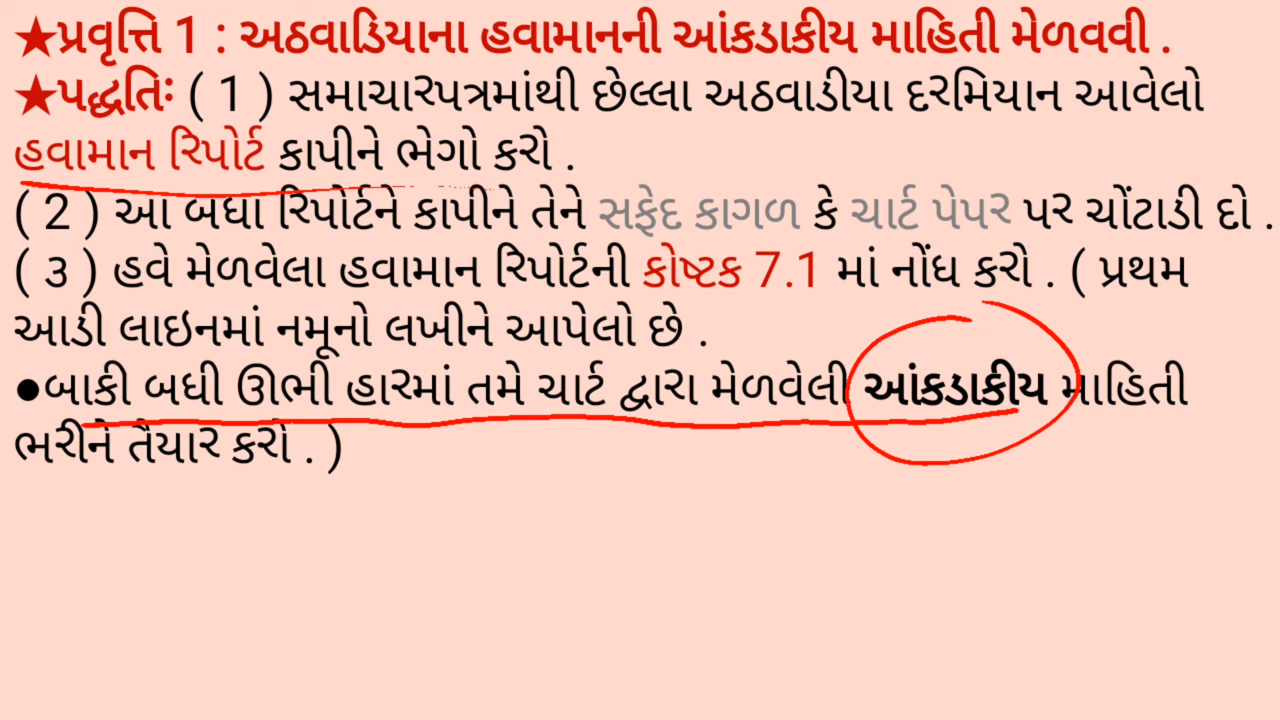 ★પ્રવૃત્તિ 1 : અઠવાડિયાના હવામાનની આંકડાકીય માહિતી મેળવવી .
★પદ્ધતિઃ ( 1 ) સમાચારપત્રમાંથી છેલ્લા અઠવાડીયા દરમિયાન આવેલો
હવામાન રિપોર્ટ કાપીને ભેગો કરો .
( 2 ) આ બધા રિપોર્ટને કાપીને તેને સફેદ કાગળ કે ચાર્ટ પેપર પર ચોંટાડી દો .
( ૩ ) હવે મેળવેલા હવામાન રિપોર્ટની કોષ્ટક 7.1 માં નોંધ કરો . ( પ્રથમ
આડી લાઇનમાં નમૂનો લખીને આપેલો છે .
●બાકી બધી ઊભી હારમાં તમે ચાર્ટ દ્વારા મેળવેલી આંકડાકીય માહિતી
ભરીને તૈયાર કરો . )